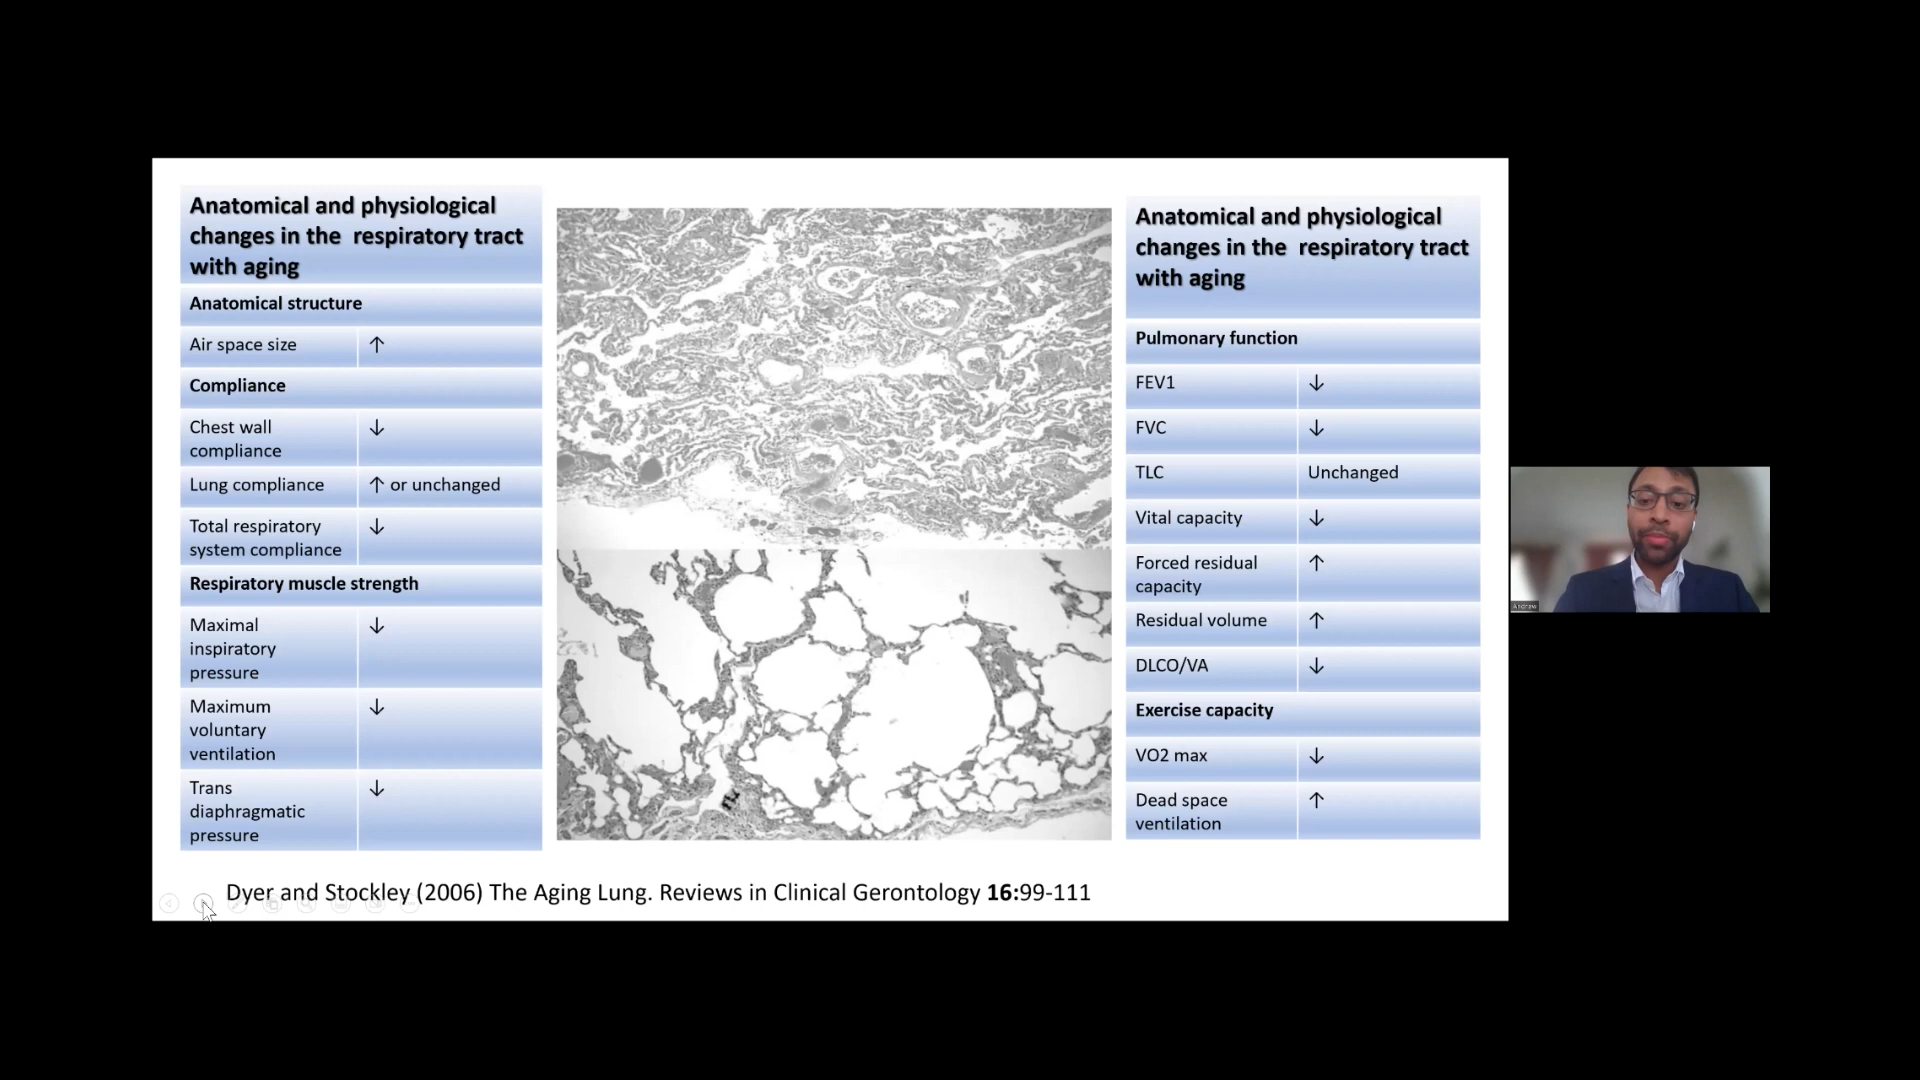 Anatomical and physiological
changes in the respiratory tract
with aging
Anatomical structure
Air space size ↑
Compliance
Chest wall
compliance ↓
Lung compliance ↑ or unchanged
Total respiratory
system compliance ↓
Respiratory muscle strength
Maximal
inspiratory
pressure ↓
Maximum
voluntary
ventilation ↓
Trans
diaphragmatic
pressure ↓
Anatomical and physiological
changes in the respiratory tract
with aging
Pulmonary function
FEV1 ↓
FVC ↓
TLC Unchanged
Vital capacity ↓
Forced residual
capacity ↑
Residual volume ↑
DLCO/VA ↓
Exercise capacity
VO2 max ↓
Dead space
ventilation ↑
Dyer and Stockley (2006) The Aging Lung. Reviews in Clinical Gerontology 16:99-111
Andrew